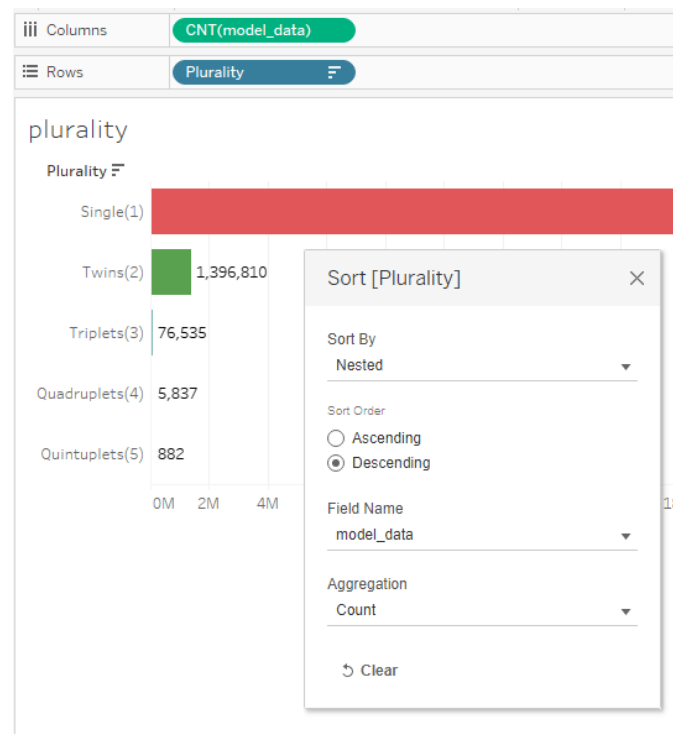 Columns CNT(model_data)
Rows Plurality
plurality
Plurality
Single(1)
Twins(2) 1,396,810
Triplets(3) 76,535
Quadruplets(4) 5,837
Quintuplets(5) 882
0M 2M 4M
Sort [Plurality]
Sort By
Nested
Sort Order
Ascending
Descending
Field Name
model_data
Aggregation
Count
Clear